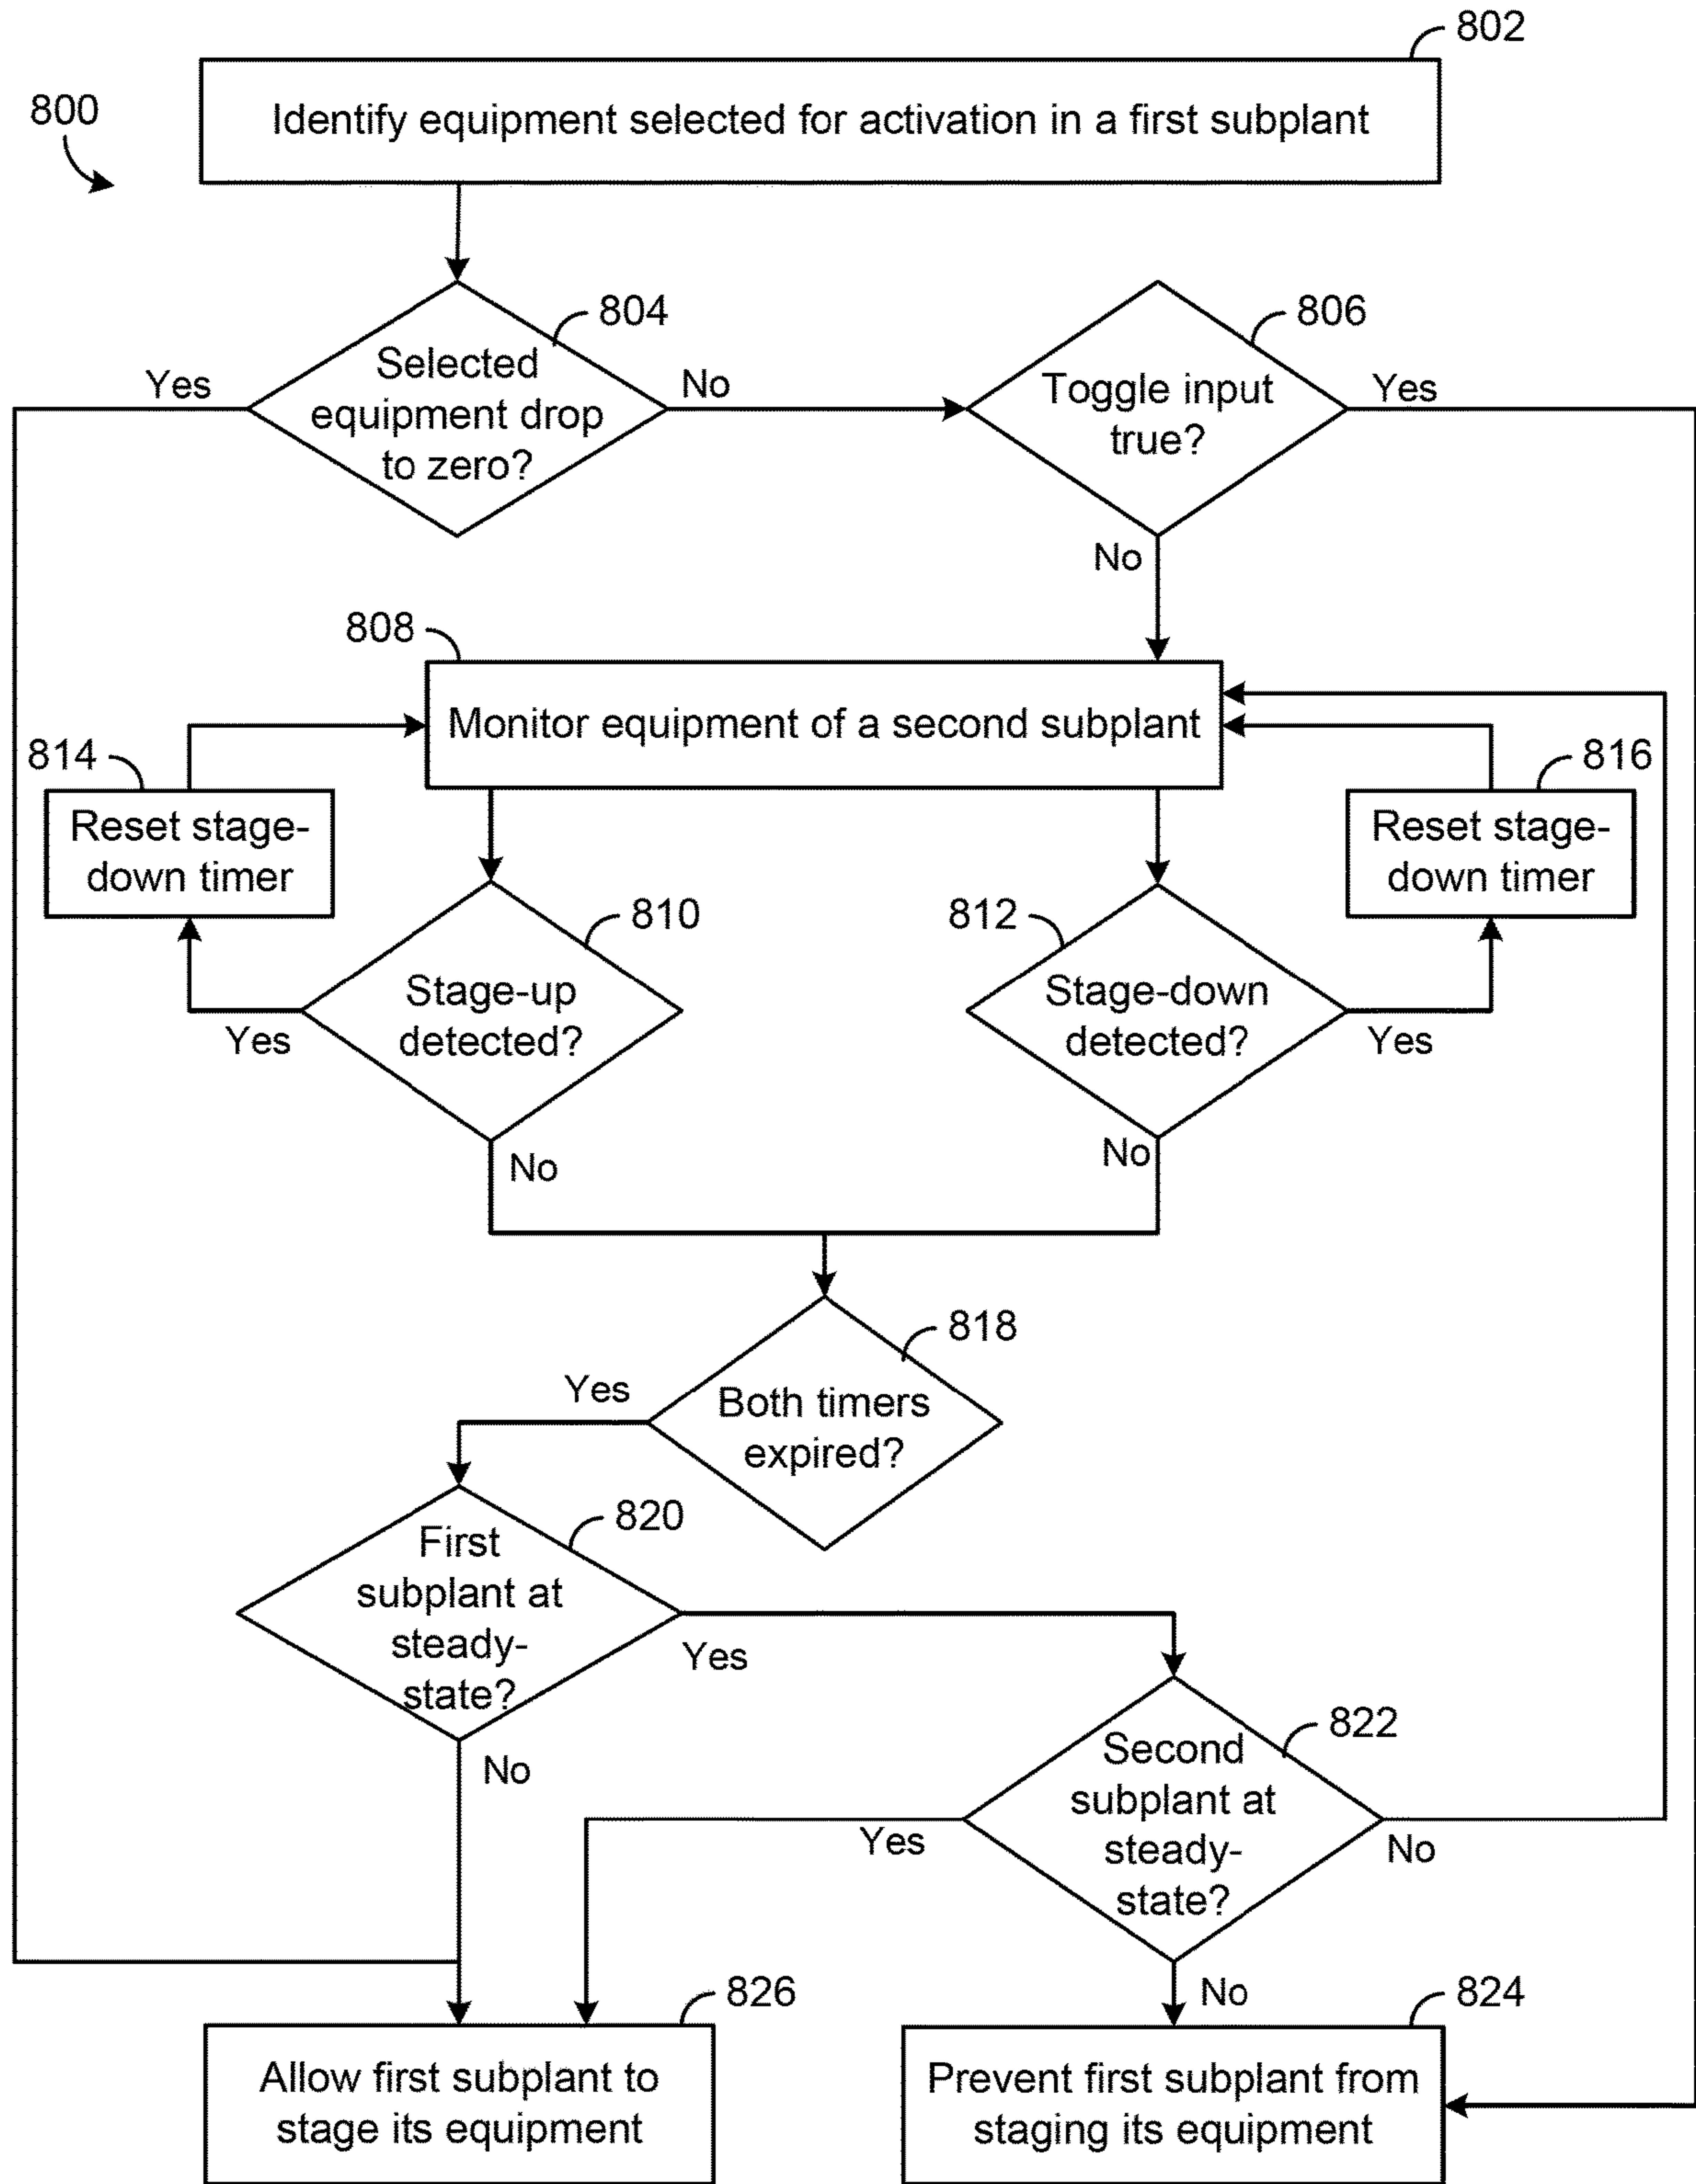 802
800
Identify equipment selected for activation in a first subplant
804
806
Yes
Selected
equipment drop
to zero?
No
Toggle input
true?
Yes
No
808
Monitor equipment of a second subplant
814
816
Reset stage-
down timer
Reset stage-
down timer
810
812
Stage-up
detected?
Stage-down
detected?
Yes
Yes
No
No
818
Yes
Both timers
expired?
820
First
subplant at
steady-
state?
Yes
822
No
Second
subplant at
steady-
state?
Yes
No
826
No
824
Allow first subplant to
stage its equipment
Prevent first subplant from
staging its equipment